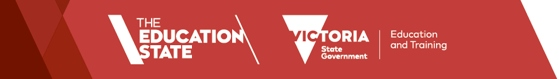 THE
EDUCATION
STATE
VICTORIA
State
Government
Education
and Training